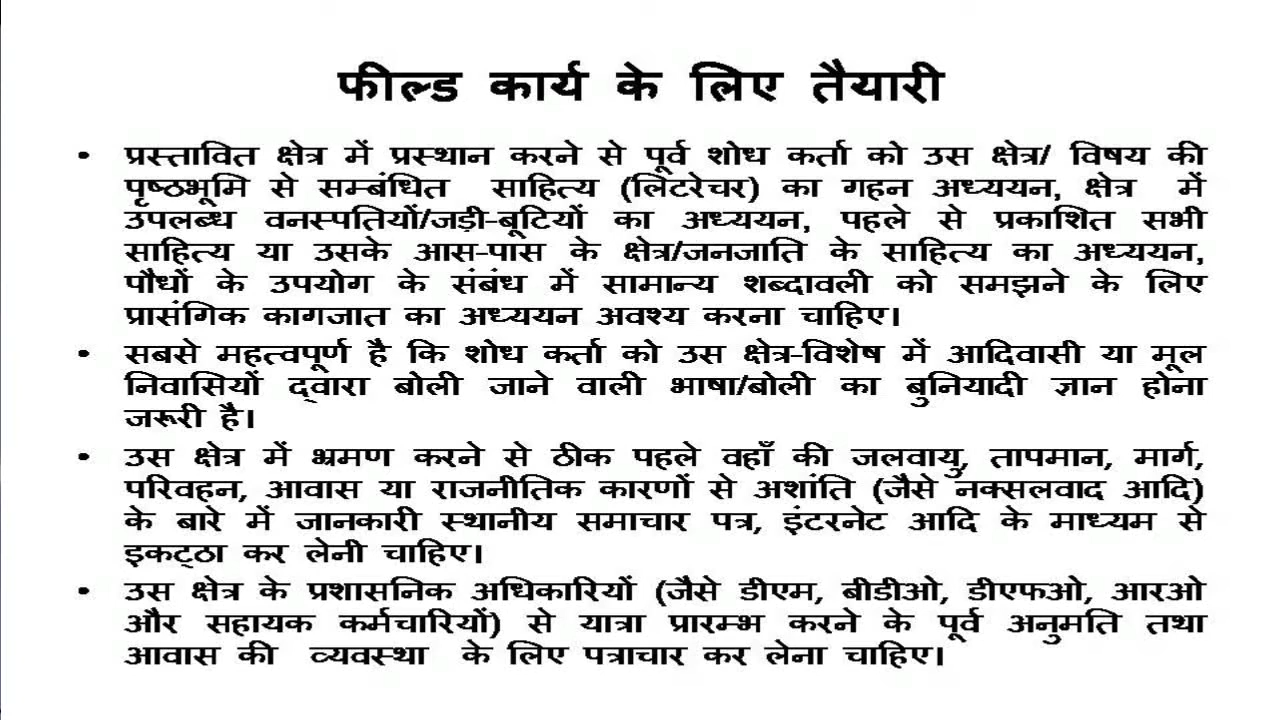 फील्ड कार्य के लिए तैयारी
• प्रस्तावित क्षेत्र में प्रस्थान करने से पूर्व शोध कर्ता को उस क्षेत्र/ विषय की
पृष्ठभूमि से सम्बंधित साहित्य (लिटरेचर) का गहन अध्ययन, क्षेत्र में
उपलब्ध वनस्पतियों/जड़ी-बूटियों का अध्ययन, पहले से प्रकाशित सभी
साहित्य या उसके आस-पास के क्षेत्र/जनजाति के साहित्य का अध्ययन,
पौधों के उपयोग के संबंध में सामान्य शब्दावली को समझने के लिए
प्रासंगिक कागजात का अध्ययन अवश्य करना चाहिए।
• सबसे महत्वपूर्ण है कि शोध कर्ता को उस क्षेत्र-विशेष में आदिवासी या मूल
निवासियों द्वारा बोली जाने वाली भाषा/बोली का बुनियादी ज्ञान होना
जरूरी है।
• उस क्षेत्र में भ्रमण करने से ठीक पहले वहाँ की जलवायु, तापमान, मार्ग,
परिवहन, आवास या राजनीतिक कारणों से अशांति (जैसे नक्सलवाद आदि)
के बारे में जानकारी स्थानीय समाचार पत्र, इंटरनेट आदि के माध्यम से
इकट्ठा कर लेनी चाहिए।
• उस क्षेत्र के प्रशासनिक अधिकारियों (जैसे डीएम, बीडीओ, डीएफओ, आरओ
और सहायक कर्मचारियों) से यात्रा प्रारम्भ करने के पूर्व अनुमति तथा
आवास की व्यवस्था के लिए पत्राचार कर लेना चाहिए।